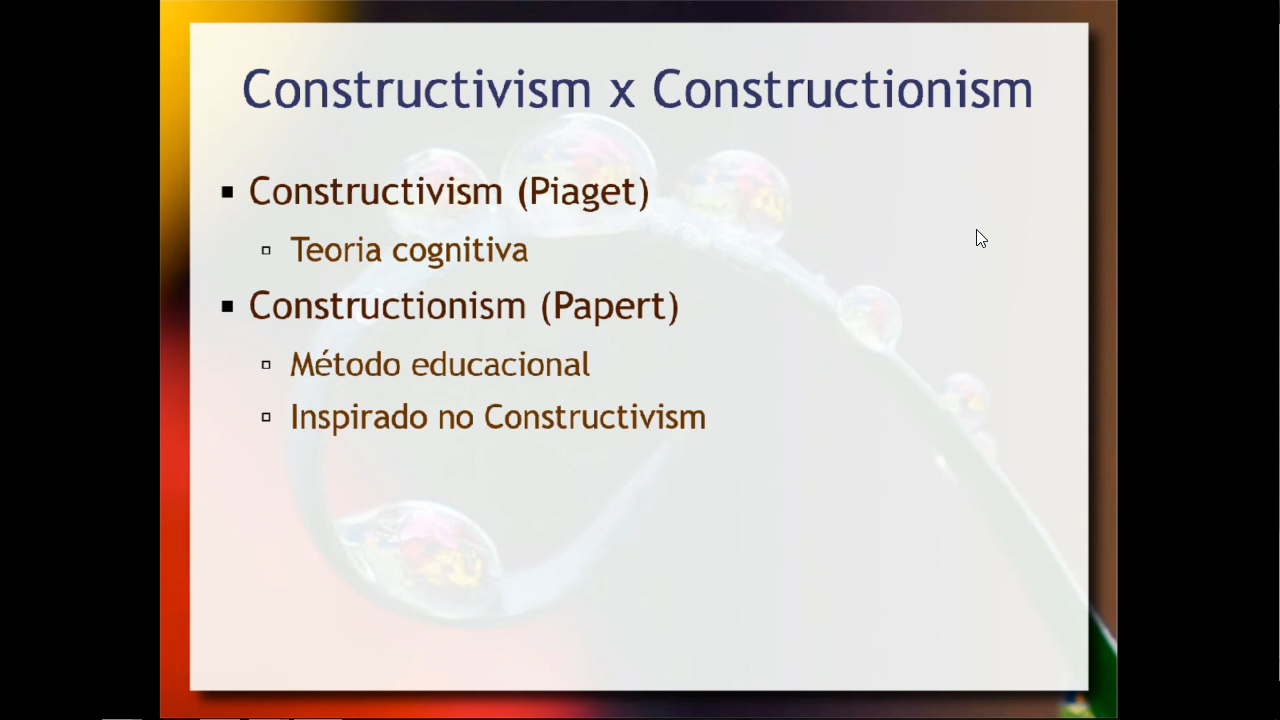 Constructivism x Constructionism
Constructivism (Piaget)
Teoria cognitiva
Constructionism (Papert)
Método educacional
Inspirado no Constructivism